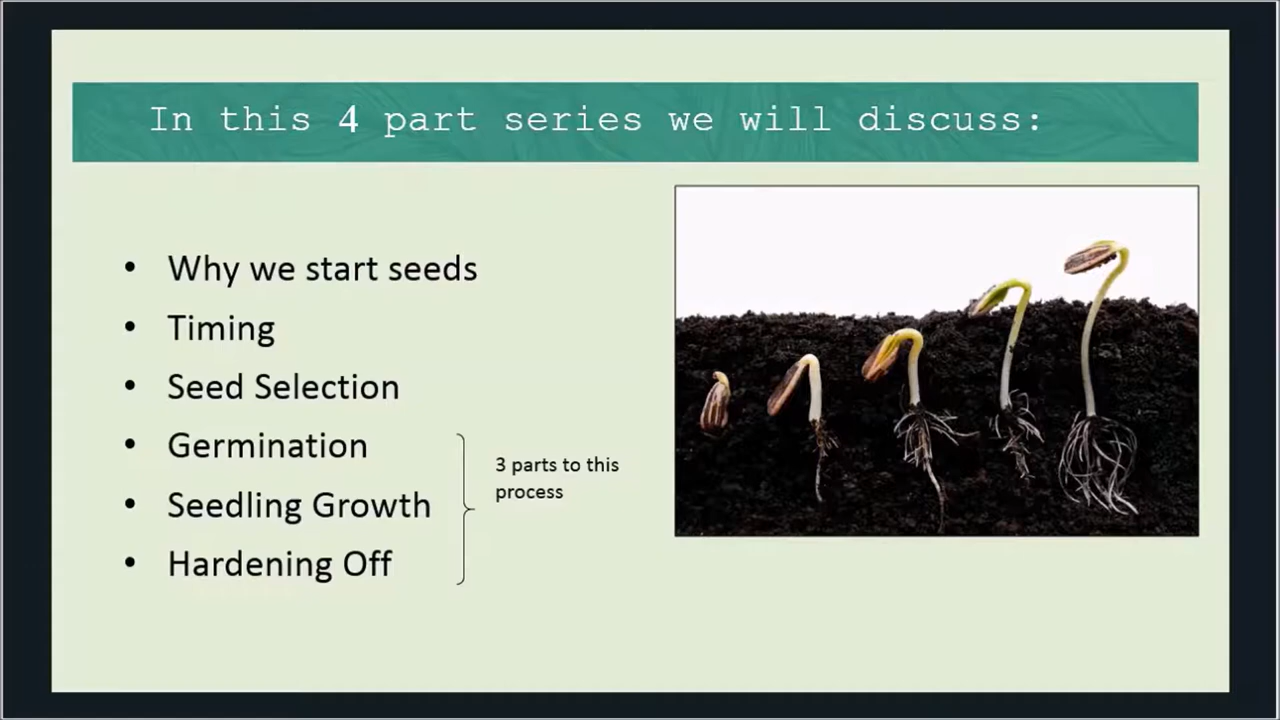 In this 4 part series we will discuss:
• Why we start seeds
• Timing
• Seed Selection
• Germination
• Seedling Growth
• Hardening Off
3 parts to this
process